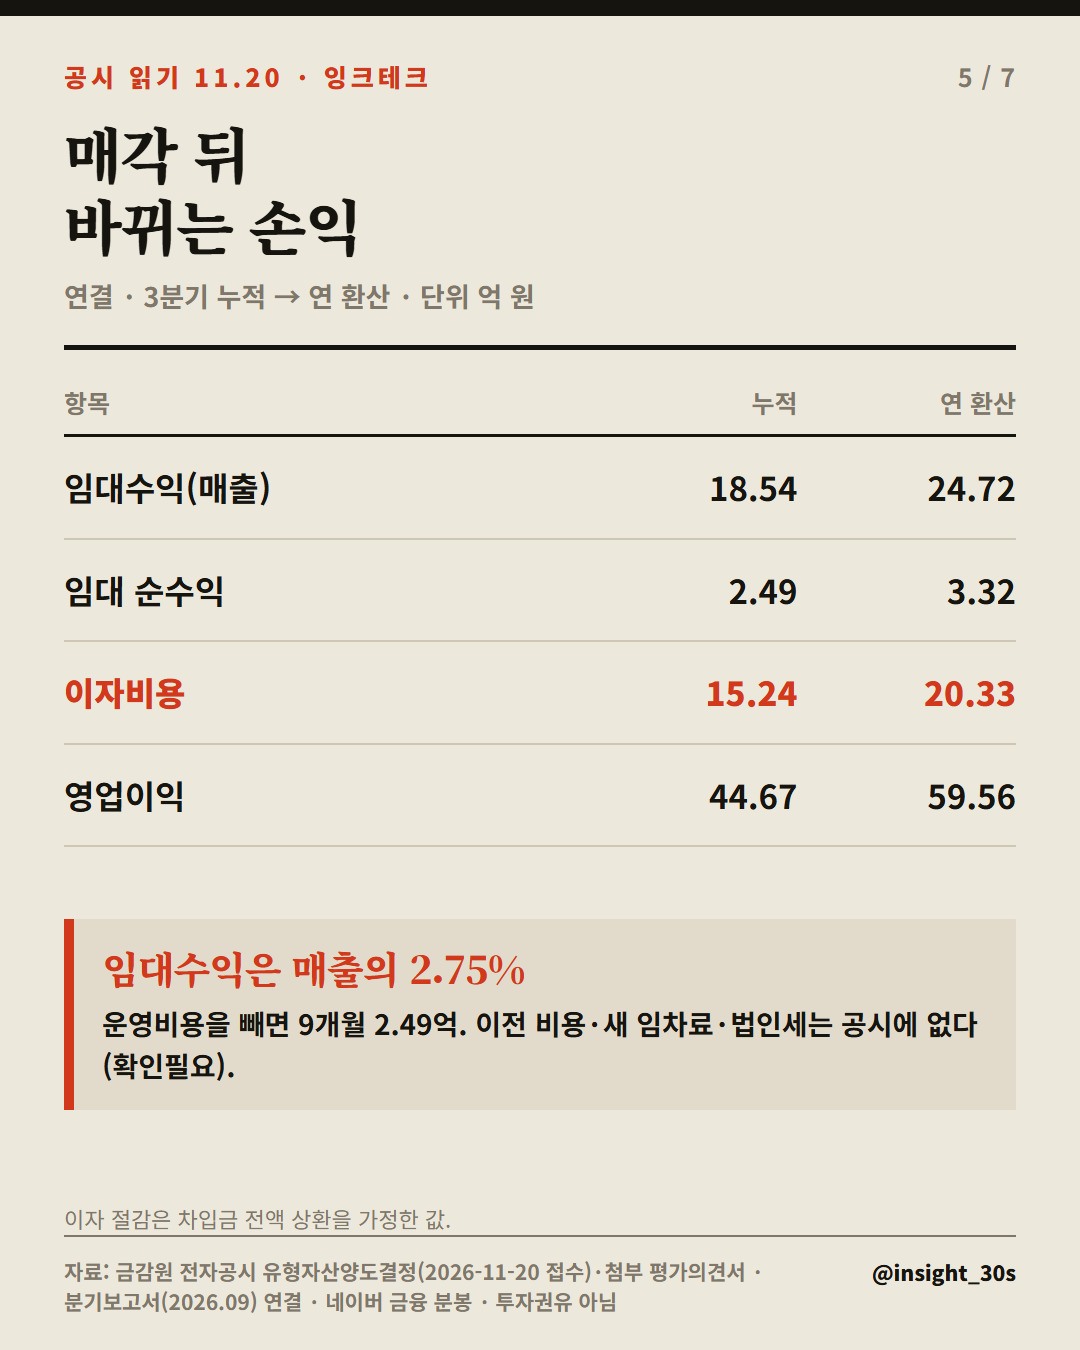 공시 읽기 11.20 · 잉크테크
5 / 7
매각 뒤
바뀌는 손익
연결 · 3분기 누적 → 연 환산 · 단위 억 원
항목 누적 연 환산
임대수익(매출) 18.54 24.72
임대 순수익 2.49 3.32
이자비용 15.24 20.33
영업이익 44.67 59.56
임대수익은 매출의 2.75%
운영비용을 빼면 9개월 2.49억. 이전 비용·새 임차료·법인세는 공시에 없다
(확인필요).
이자 절감은 차입금 전액 상환을 가정한 값.
자료: 금감원 전자공시 유형자산양도결정(2026-11-20 접수)·첨부 평가의견서 ·
분기보고서(2026.09) 연결 · 네이버 금융 분봉 · 투자권유 아님
@insight_30s